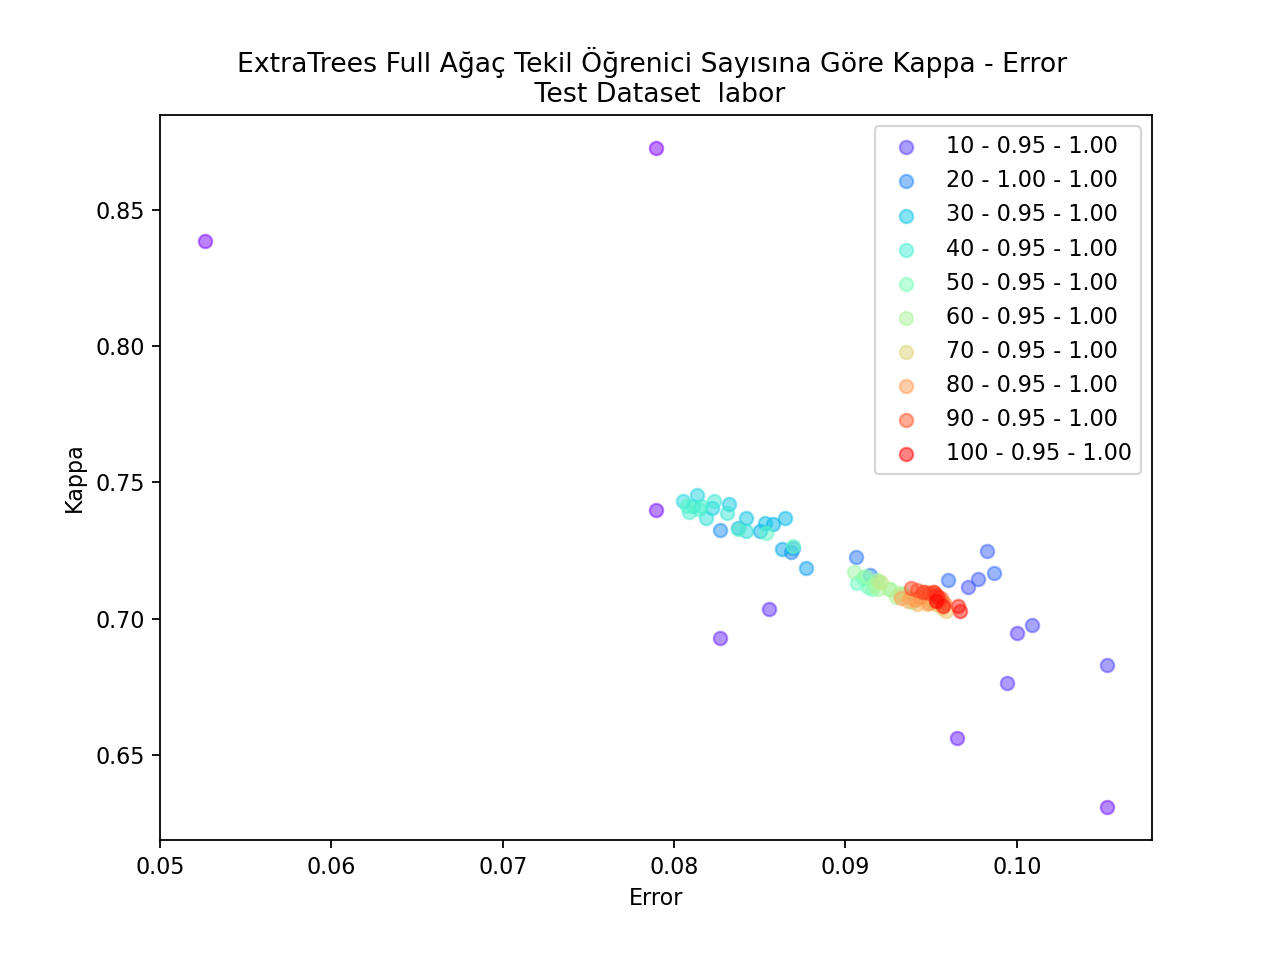 ExtraTrees Full Ağaç Tekil Öğrenici Sayısına Göre Kappa - Error
Test Dataset  labor
10 - 0.95 - 1.00
20 - 1.00 - 1.00
30 - 0.95 - 1.00
40 - 0.95 - 1.00
50 - 0.95 - 1.00
60 - 0.95 - 1.00
70 - 0.95 - 1.00
80 - 0.95 - 1.00
90 - 0.95 - 1.00
100 - 0.95 - 1.00
Kappa
0.85
0.80
0.75
0.70
0.65
0.05 0.06 0.07 0.08 0.09 0.10
Error